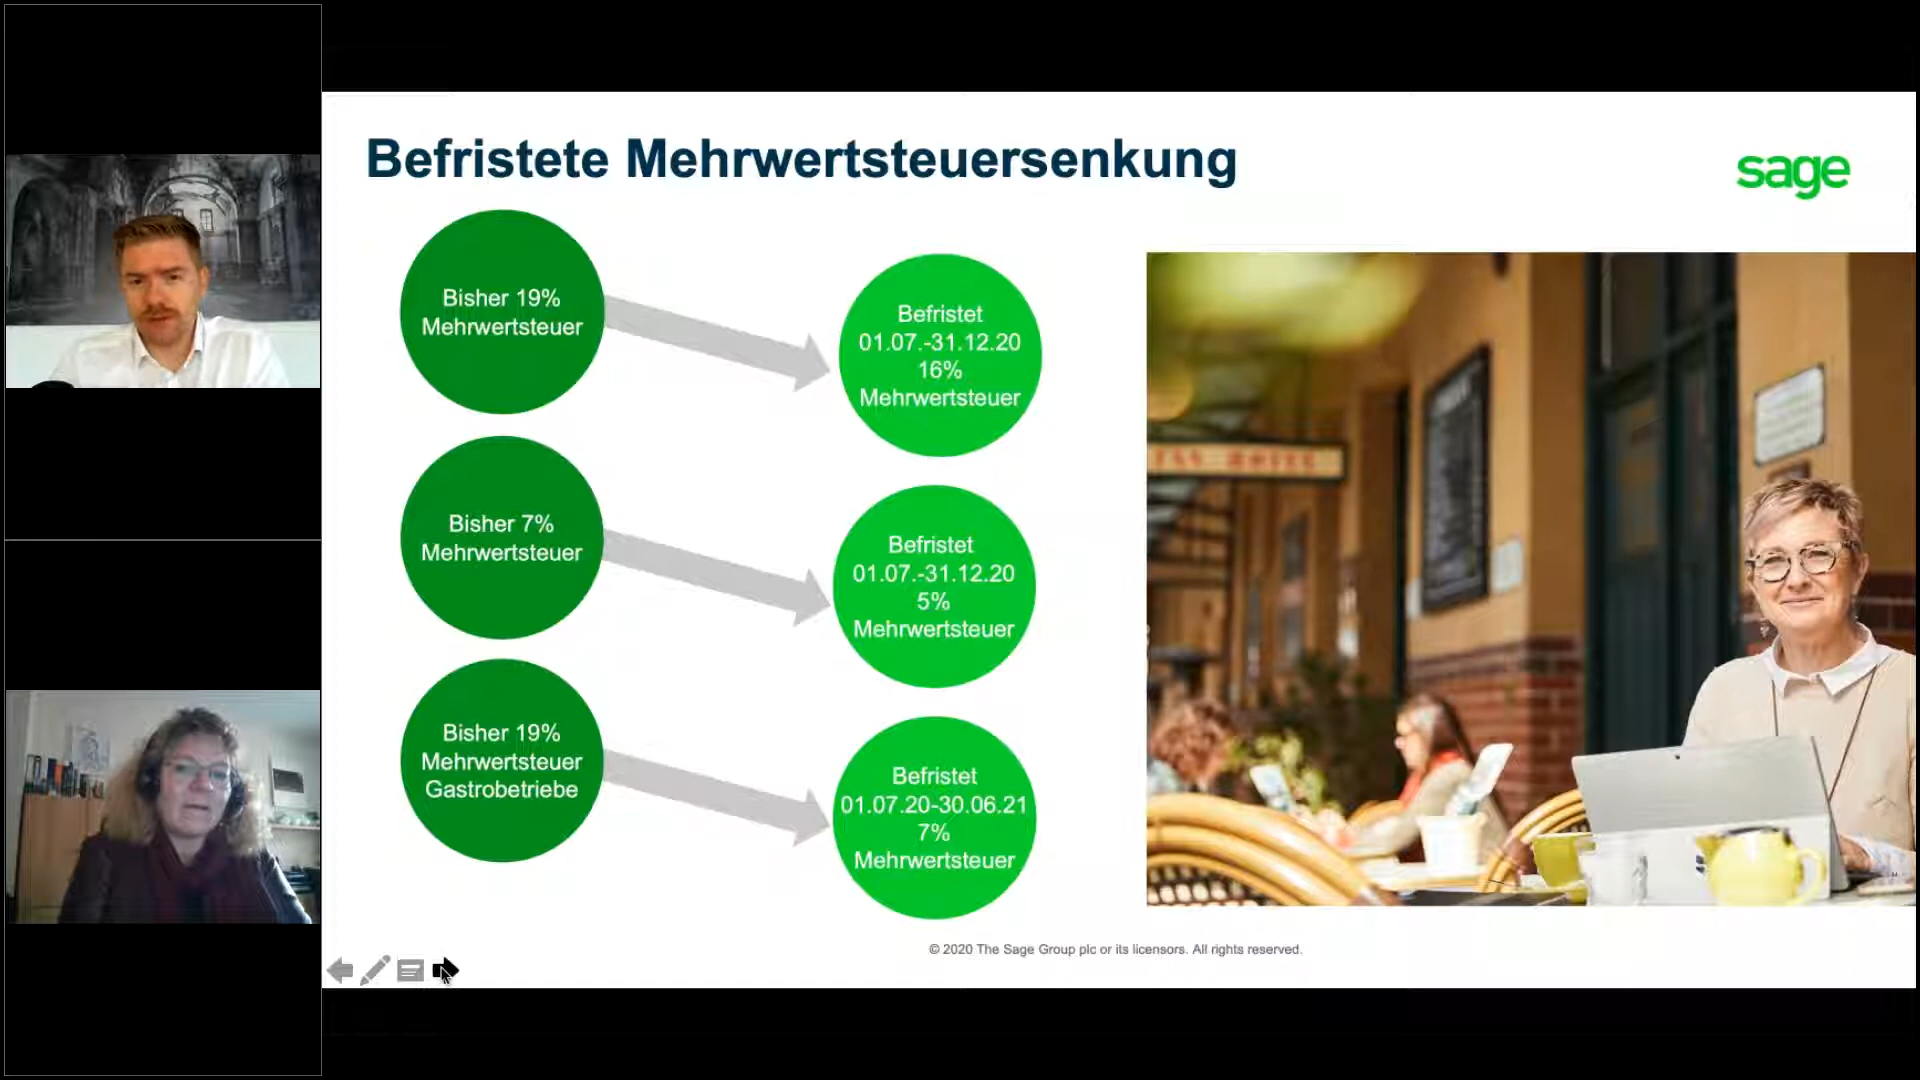 Befristete Mehrwertsteuersenkung
sage
Bisher 19%
Mehrwertsteuer
Befristet
01.07.-31.12.20
16%
Mehrwertsteuer
Bisher 7%
Mehrwertsteuer
Befristet
01.07.-31.12.20
5%
Mehrwertsteuer
Bisher 19%
Mehrwertsteuer
Gastrobetriebe
Befristet
01.07.20-30.06.21
7%
Mehrwertsteuer
© 2020 The Sage Group plc or its licensors. All rights reserved.